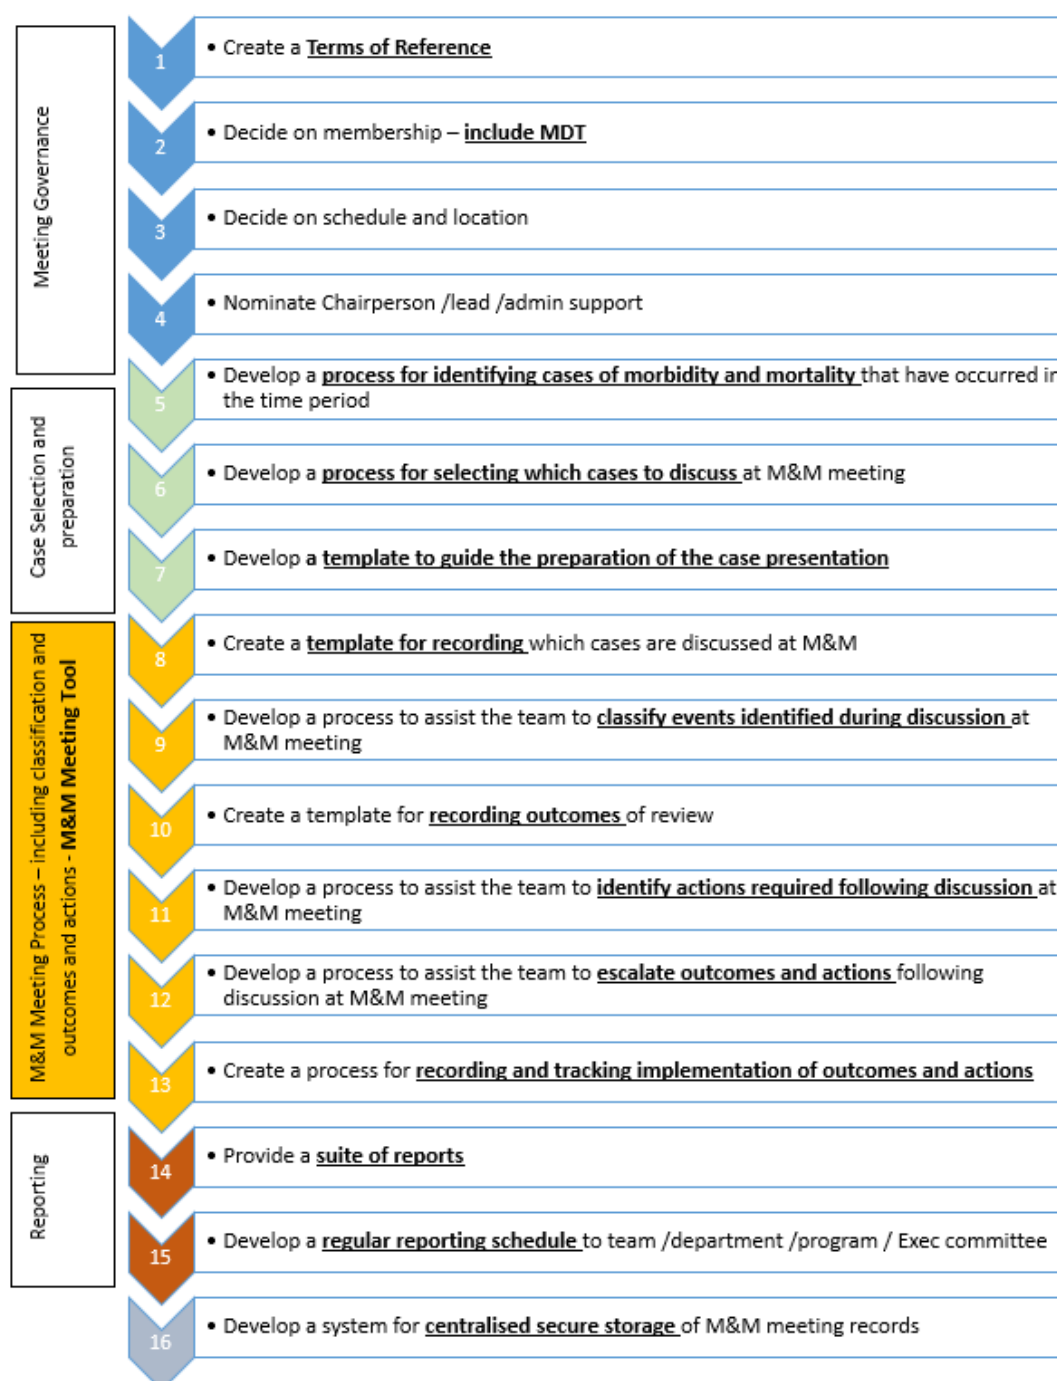 Meeting Governance
1
• Create a Terms of Reference
2
• Decide on membership – include MDT
3
• Decide on schedule and location
4
• Nominate Chairperson /lead /admin support
Case Selection and
preparation
5
• Develop a process for identifying cases of morbidity and mortality that have occurred in
the time period
6
• Develop a process for selecting which cases to discuss at M&M meeting
7
• Develop a template to guide the preparation of the case presentation
M&M Meeting Process – including classification and
outcomes and actions - M&M Meeting Tool
8
• Create a template for recording which cases are discussed at M&M
9
• Develop a process to assist the team to classify events identified during discussion at
M&M meeting
10
• Create a template for recording outcomes of review
11
• Develop a process to assist the team to identify actions required following discussion at
M&M meeting
12
• Develop a process to assist the team to escalate outcomes and actions following
discussion at M&M meeting
13
• Create a process for recording and tracking implementation of outcomes and actions
Reporting
14
• Provide a suite of reports
15
• Develop a regular reporting schedule to team /department /program / Exec committee
16
• Develop a system for centralised secure storage of M&M meeting records